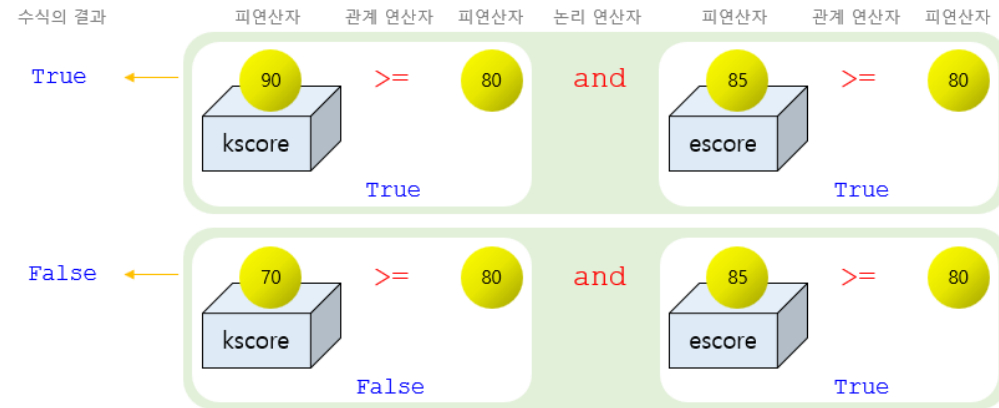 수식의 결과 피연산자 관계 연산자 피연산자 논리 연산자 피연산자 관계 연산자 피연산자
True 90 >= 80 and 85 >= 80
kscore escore
True True
False 70 >= 80 and 85 >= 80
kscore escore
False True